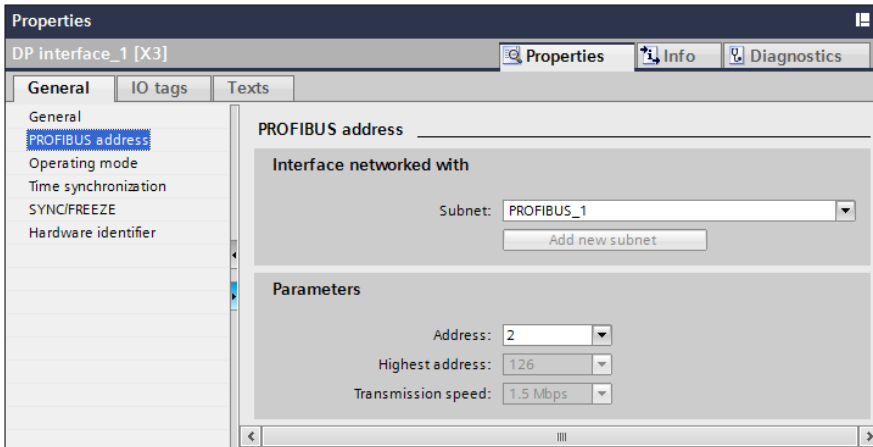 Properties
DP interface_1 [X3]
Properties
Info
Diagnostics
General
IO tags
Texts
General
PROFIBUS address
Operating mode
Time synchronization
SYNC/FREEZE
Hardware identifier
PROFIBUS address
Interface networked with
Subnet: PROFIBUS_1
Add new subnet
Parameters
Address: 2
Highest address: 126
Transmission speed: 1.5 Mbps